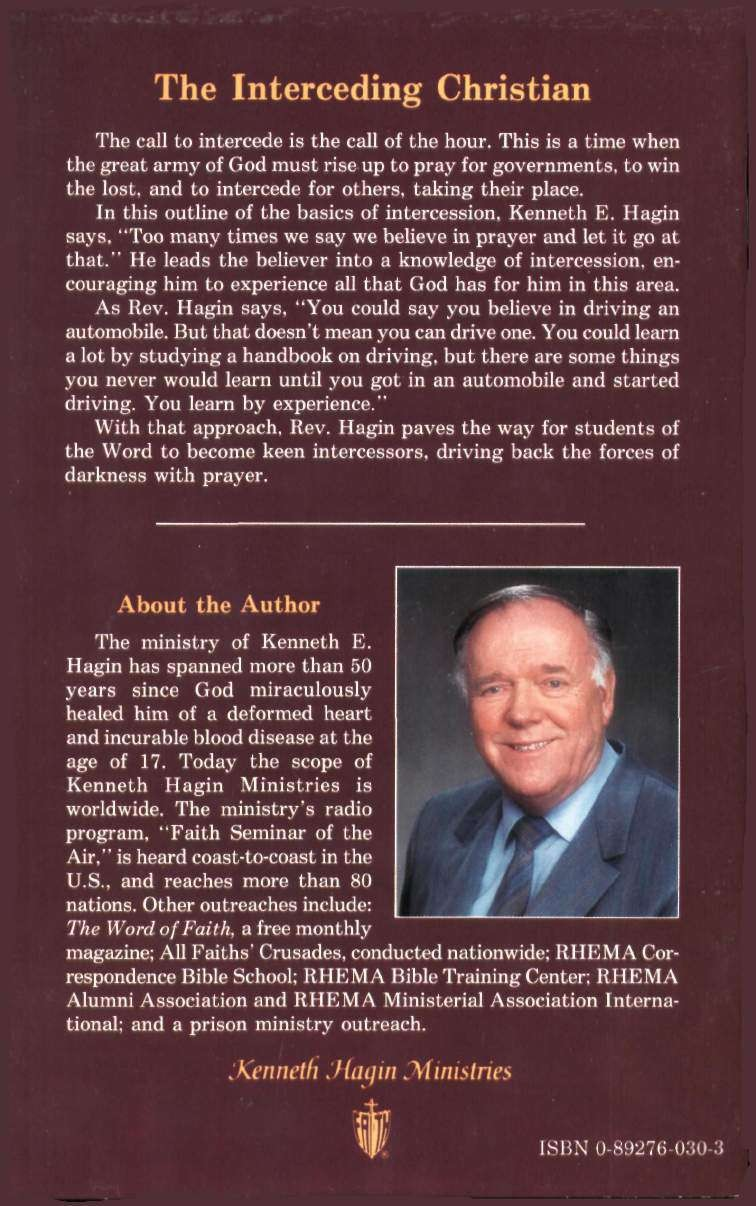 The Interceding Christian
The call to intercede is the call of the hour. This is a time when
the great army of God must rise up to pray for governments, to win
the lost, and to intercede for others, taking their place.
In this outline of the basics of intercession, Kenneth E. Hagin
says, "Too many times we say we believe in prayer and let it go at
that." He leads the believer into a knowledge of intercession, en-
couraging him to experience all that God has for him in this area.
As Rev. Hagin says, "You could say you believe in driving an
automobile. But that doesn't mean you can drive one. You could learn
a lot by studying a handbook on driving, but there are some things
you never would learn until you got in an automobile and started
driving. You learn by experience."
With that approach, Rev. Hagin paves the way for students of
the Word to become keen intercessors, driving back the forces of
darkness with prayer.
About the Author
The ministry of Kenneth E.
Hagin has spanned more than 50
years since God miraculously
healed him of a deformed heart
and incurable blood disease at the
age of 17. Today the scope of
Kenneth Hagin Ministries is
worldwide. The ministry's radio
program, "Faith Seminar of the
Air," is heard coast-to-coast in the
U.S., and reaches more than 80
nations. Other outreaches include:
The Word of Faith, a free monthly
magazine; All Faiths' Crusades, conducted nationwide; RHEMA Cor-
respondence Bible School; RHEMA Bible Training Center; RHEMA
Alumni Association and RHEMA Ministerial Association Interna-
tional; and a prison ministry outreach.
Kenneth Hagin Ministries
FAITH
®
ISBN 0-89276-030-3